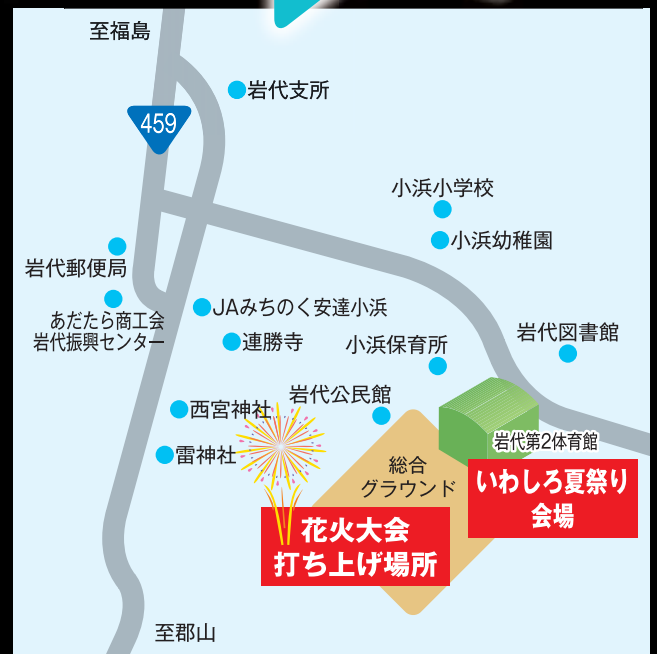 至福島
岩代支所
459
小浜小学校
小浜幼稚園
岩代郵便局
あだたら商工会
岩代振興センター
JAみちのく安達小浜
連勝寺
小浜保育所
岩代図書館
岩代公民館
西宮神社
雷神社
岩代第2体育館
総合
グラウンド
いわしろ夏祭り
会場
花火大会
打ち上げ場所
至郡山